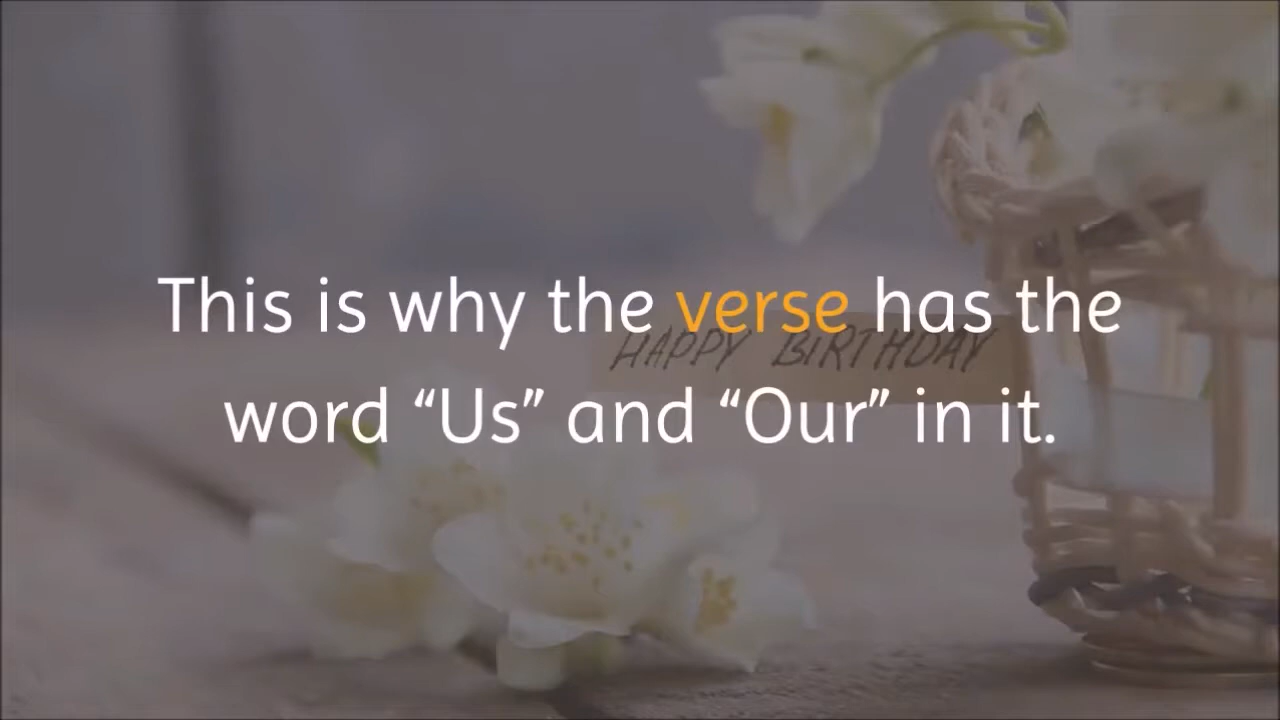 This is why the verse has the
HAPPY BIRTHDAY
word “Us” and “Our” in it.